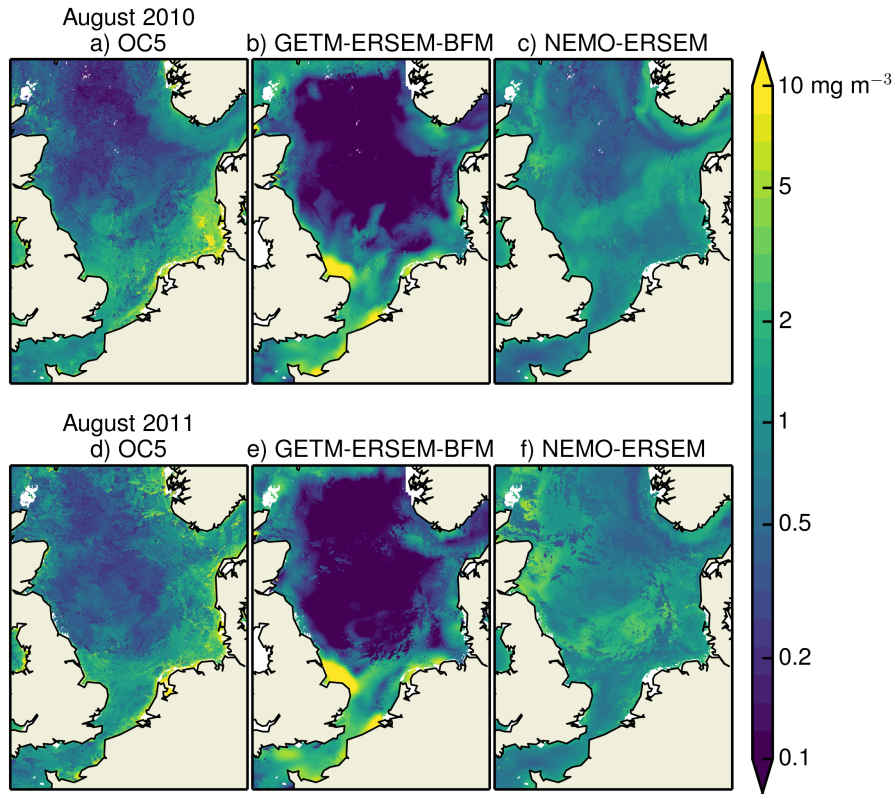 August 2010
a) OC5
b) GETM-ERSEM-BFM
c) NEMO-ERSEM
10 mg m⁻³
5
2
1
0.5
0.2
0.1
August 2011
d) OC5
e) GETM-ERSEM-BFM
f) NEMO-ERSEM